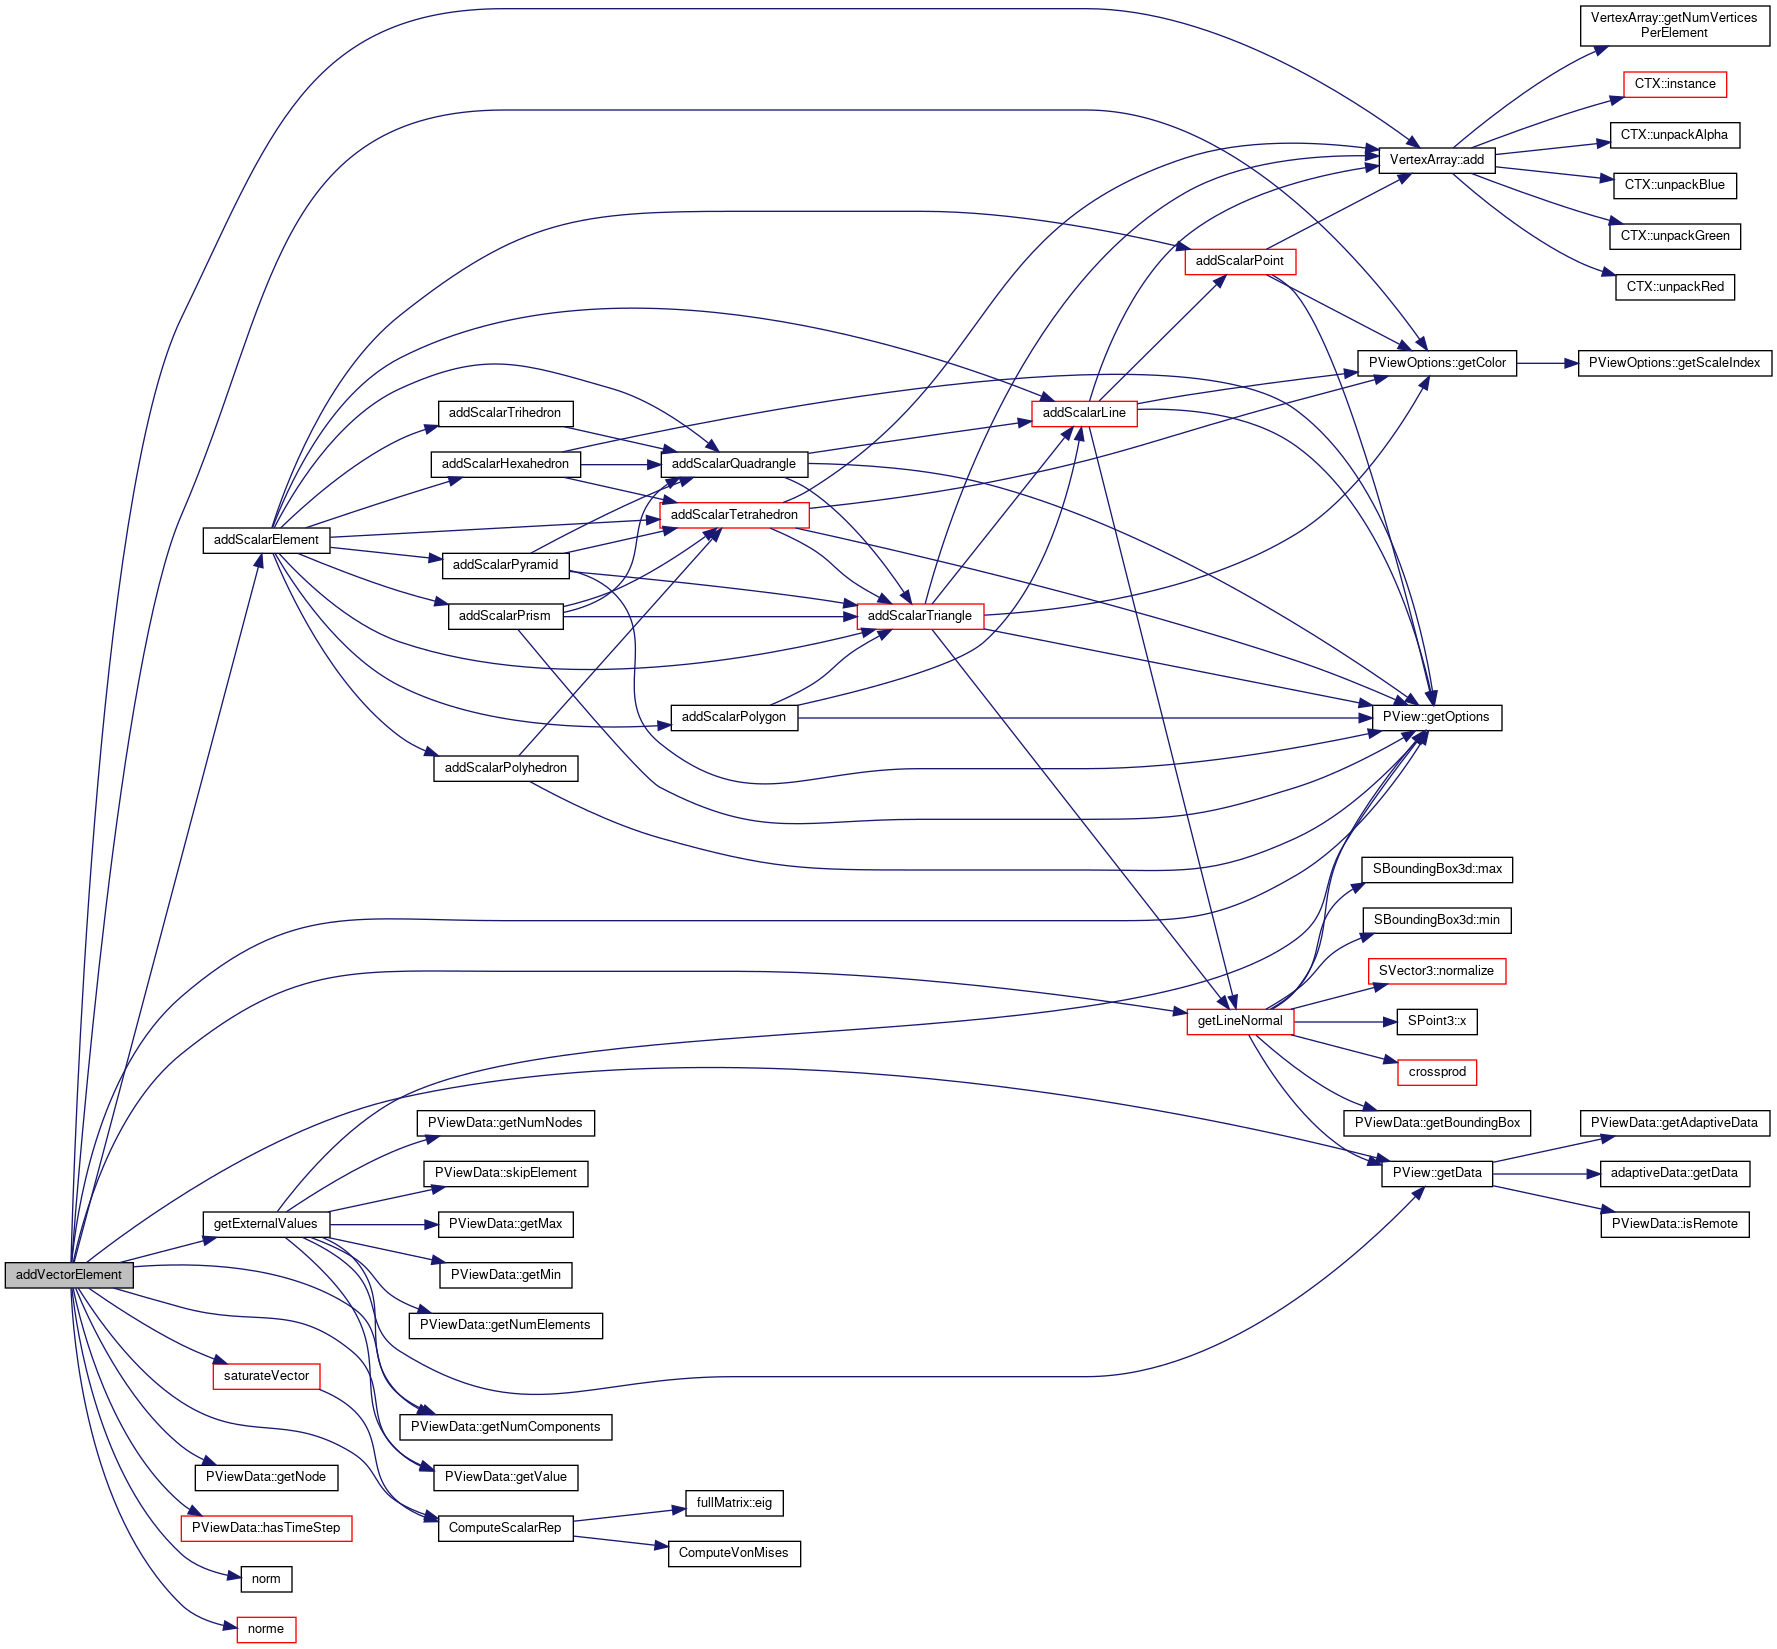 VertexArray::getNumVertices
PerElement
CTX::instance
CTX::unpackAlpha
VertexArray::add
CTX::unpackBlue
CTX::unpackGreen
addScalarPoint
CTX::unpackRed
PViewOptions::getColor
PViewOptions::getScaleIndex
addScalarTrihedron
addScalarLine
addScalarHexahedron
addScalarQuadrangle
addScalarTetrahedron
addScalarElement
addScalarPyramid
addScalarPrism
addScalarTriangle
addScalarPolygon
PView::getOptions
addScalarPolyhedron
SBoundingBox3d::max
SBoundingBox3d::min
SVector3::normalize
getLineNormal
SPoint3::x
crossprod
PViewData::getNumNodes
PViewData::getBoundingBox
PViewData::getAdaptiveData
PViewData::skipElement
PView::getData
adaptiveData::getData
getExternalValues
PViewData::getMax
PViewData::isRemote
addVectorElement
PViewData::getMin
PViewData::getNumElements
saturateVector
PViewData::getNumComponents
PViewData::getNode
PViewData::getValue
fullMatrix::eig
PViewData::hasTimeStep
ComputeScalarRep
ComputeVonMises
norm
norme